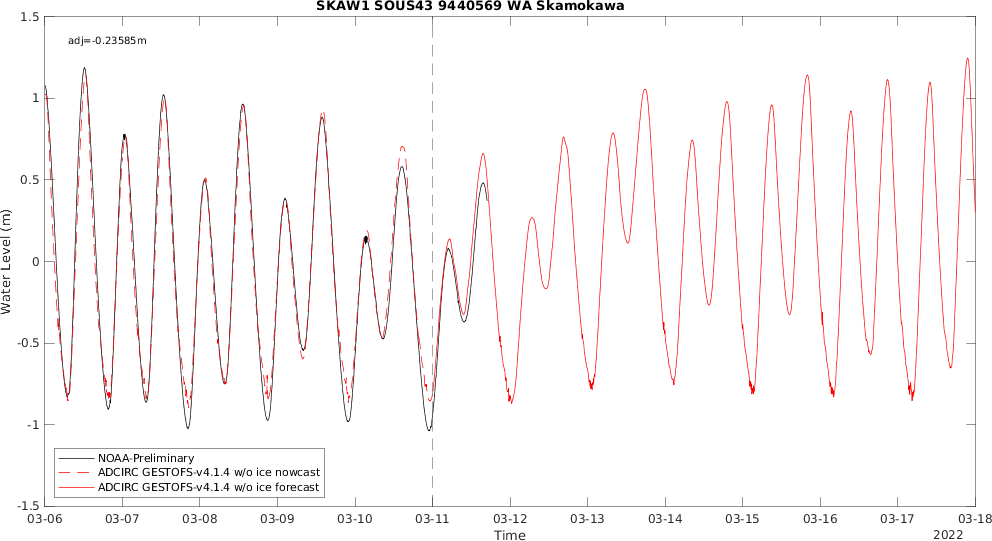 SKAW1 SOUS43 9440569 WA Skamokawa
adj=-0.23585m
1.5
1
0.5
0
-0.5
-1
-1.5
Water Level (m)
NOAA-Preliminary
ADCIRC GESTOFS-v4.1.4 w/o ice nowcast
ADCIRC GESTOFS-v4.1.4 w/o ice forecast
03-06 03-07 03-08 03-09 03-10 03-11 03-12 03-13 03-14 03-15 03-16 03-17 03-18
Time
2022